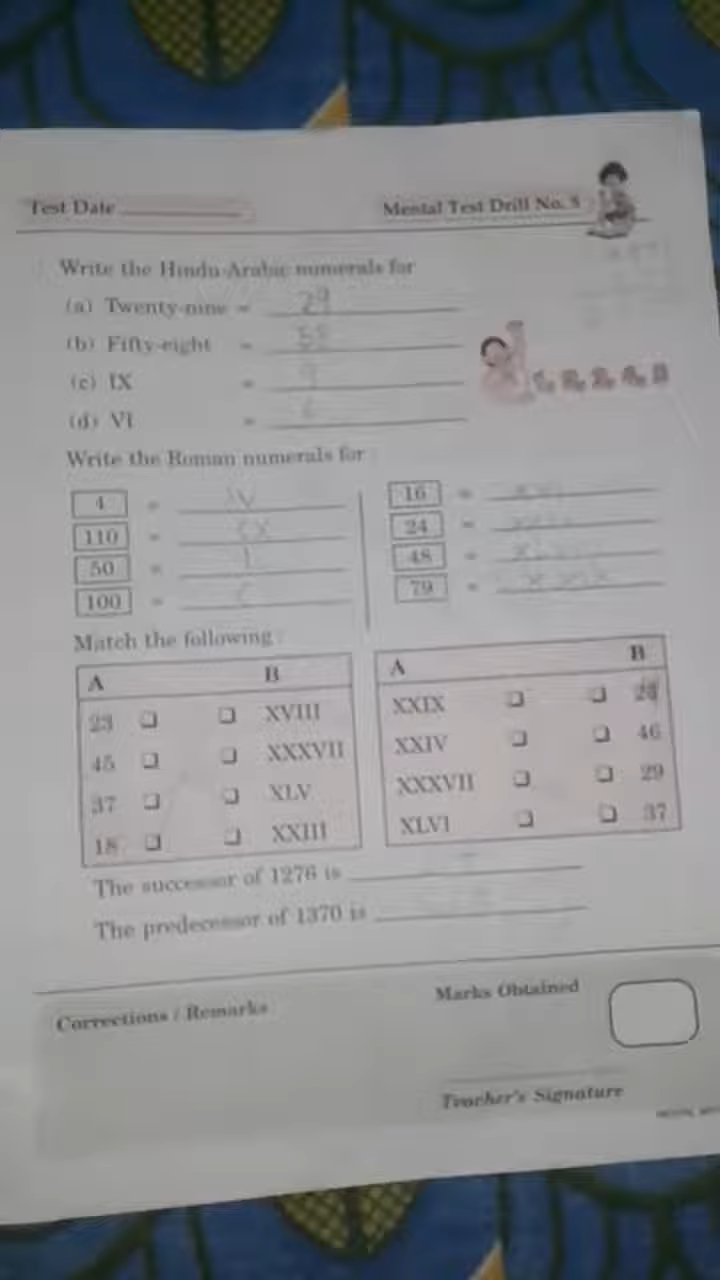 Test Date
Mental Test Drill No. 5
Write the Hindu-Arabic numerals for
(a) Twenty-nine = 29
(b) Fifty-eight = 58
(c) IX = 9
(d) VI = 6
Write the Roman numerals for :
4 = IV
110 = CX
50 = L
100 = C
16 =
24 =
48 =
79 =
Match the following :
A B
23 XVIII
45 XXXVII
37 XLV
18 XXIII
A B
XXIX
XXIV 46
XXXVII 29
XLVI 37
The successor of 1276 is
The predecessor of 1370 is
Corrections / Remarks
Marks Obtained
Teacher's Signature